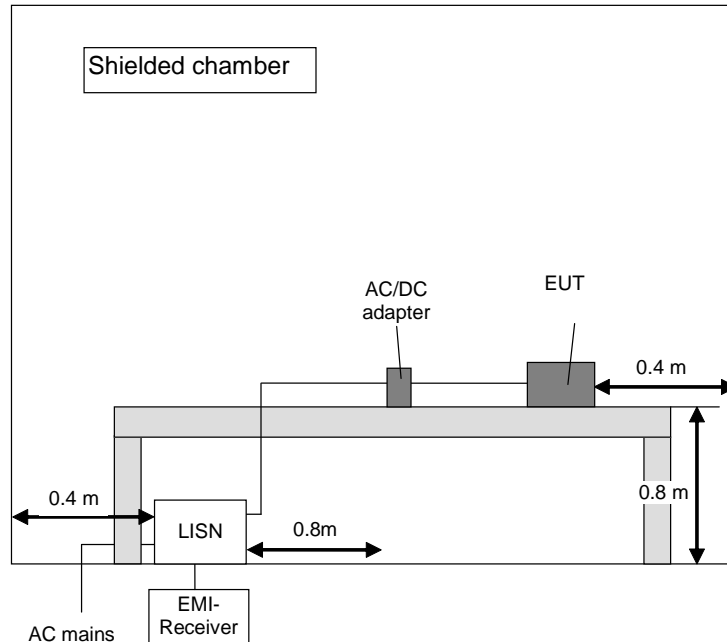 Shielded chamber
AC/DC
adapter
EUT
0.4 m
0.8 m
0.4 m
LISN
0.8m
EMI-
Receiver
AC mains